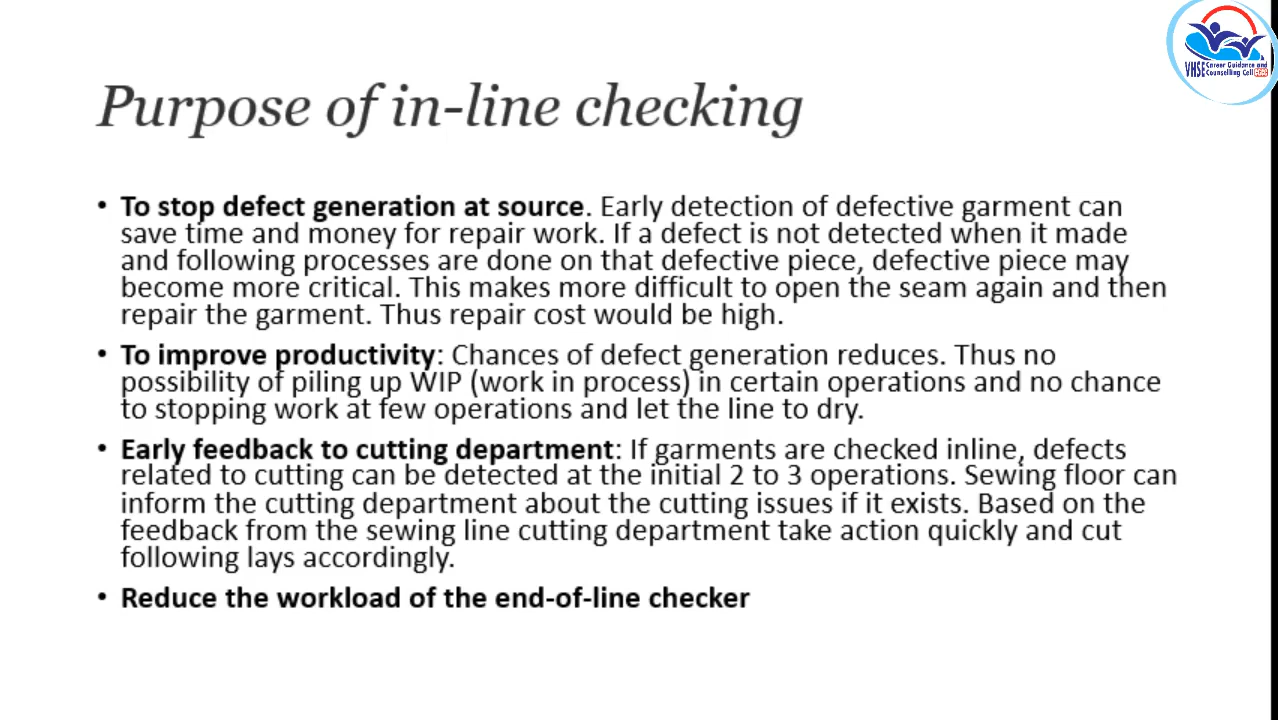 VHSE Career Guidance and
Counselling Cell
Purpose of in-line checking
• To stop defect generation at source. Early detection of defective garment can
save time and money for repair work. If a defect is not detected when it made
and following processes are done on that defective piece, defective piece may
become more critical. This makes more difficult to open the seam again and then
repair the garment. Thus repair cost would be high.
• To improve productivity: Chances of defect generation reduces. Thus no
possibility of piling up WIP (work in process) in certain operations and no chance
to stopping work at few operations and let the line to dry.
• Early feedback to cutting department: If garments are checked inline, defects
related to cutting can be detected at the initial 2 to 3 operations. Sewing floor can
inform the cutting department about the cutting issues if it exists. Based on the
feedback from the sewing line cutting department take action quickly and cut
following lays accordingly.
• Reduce the workload of the end-of-line checker